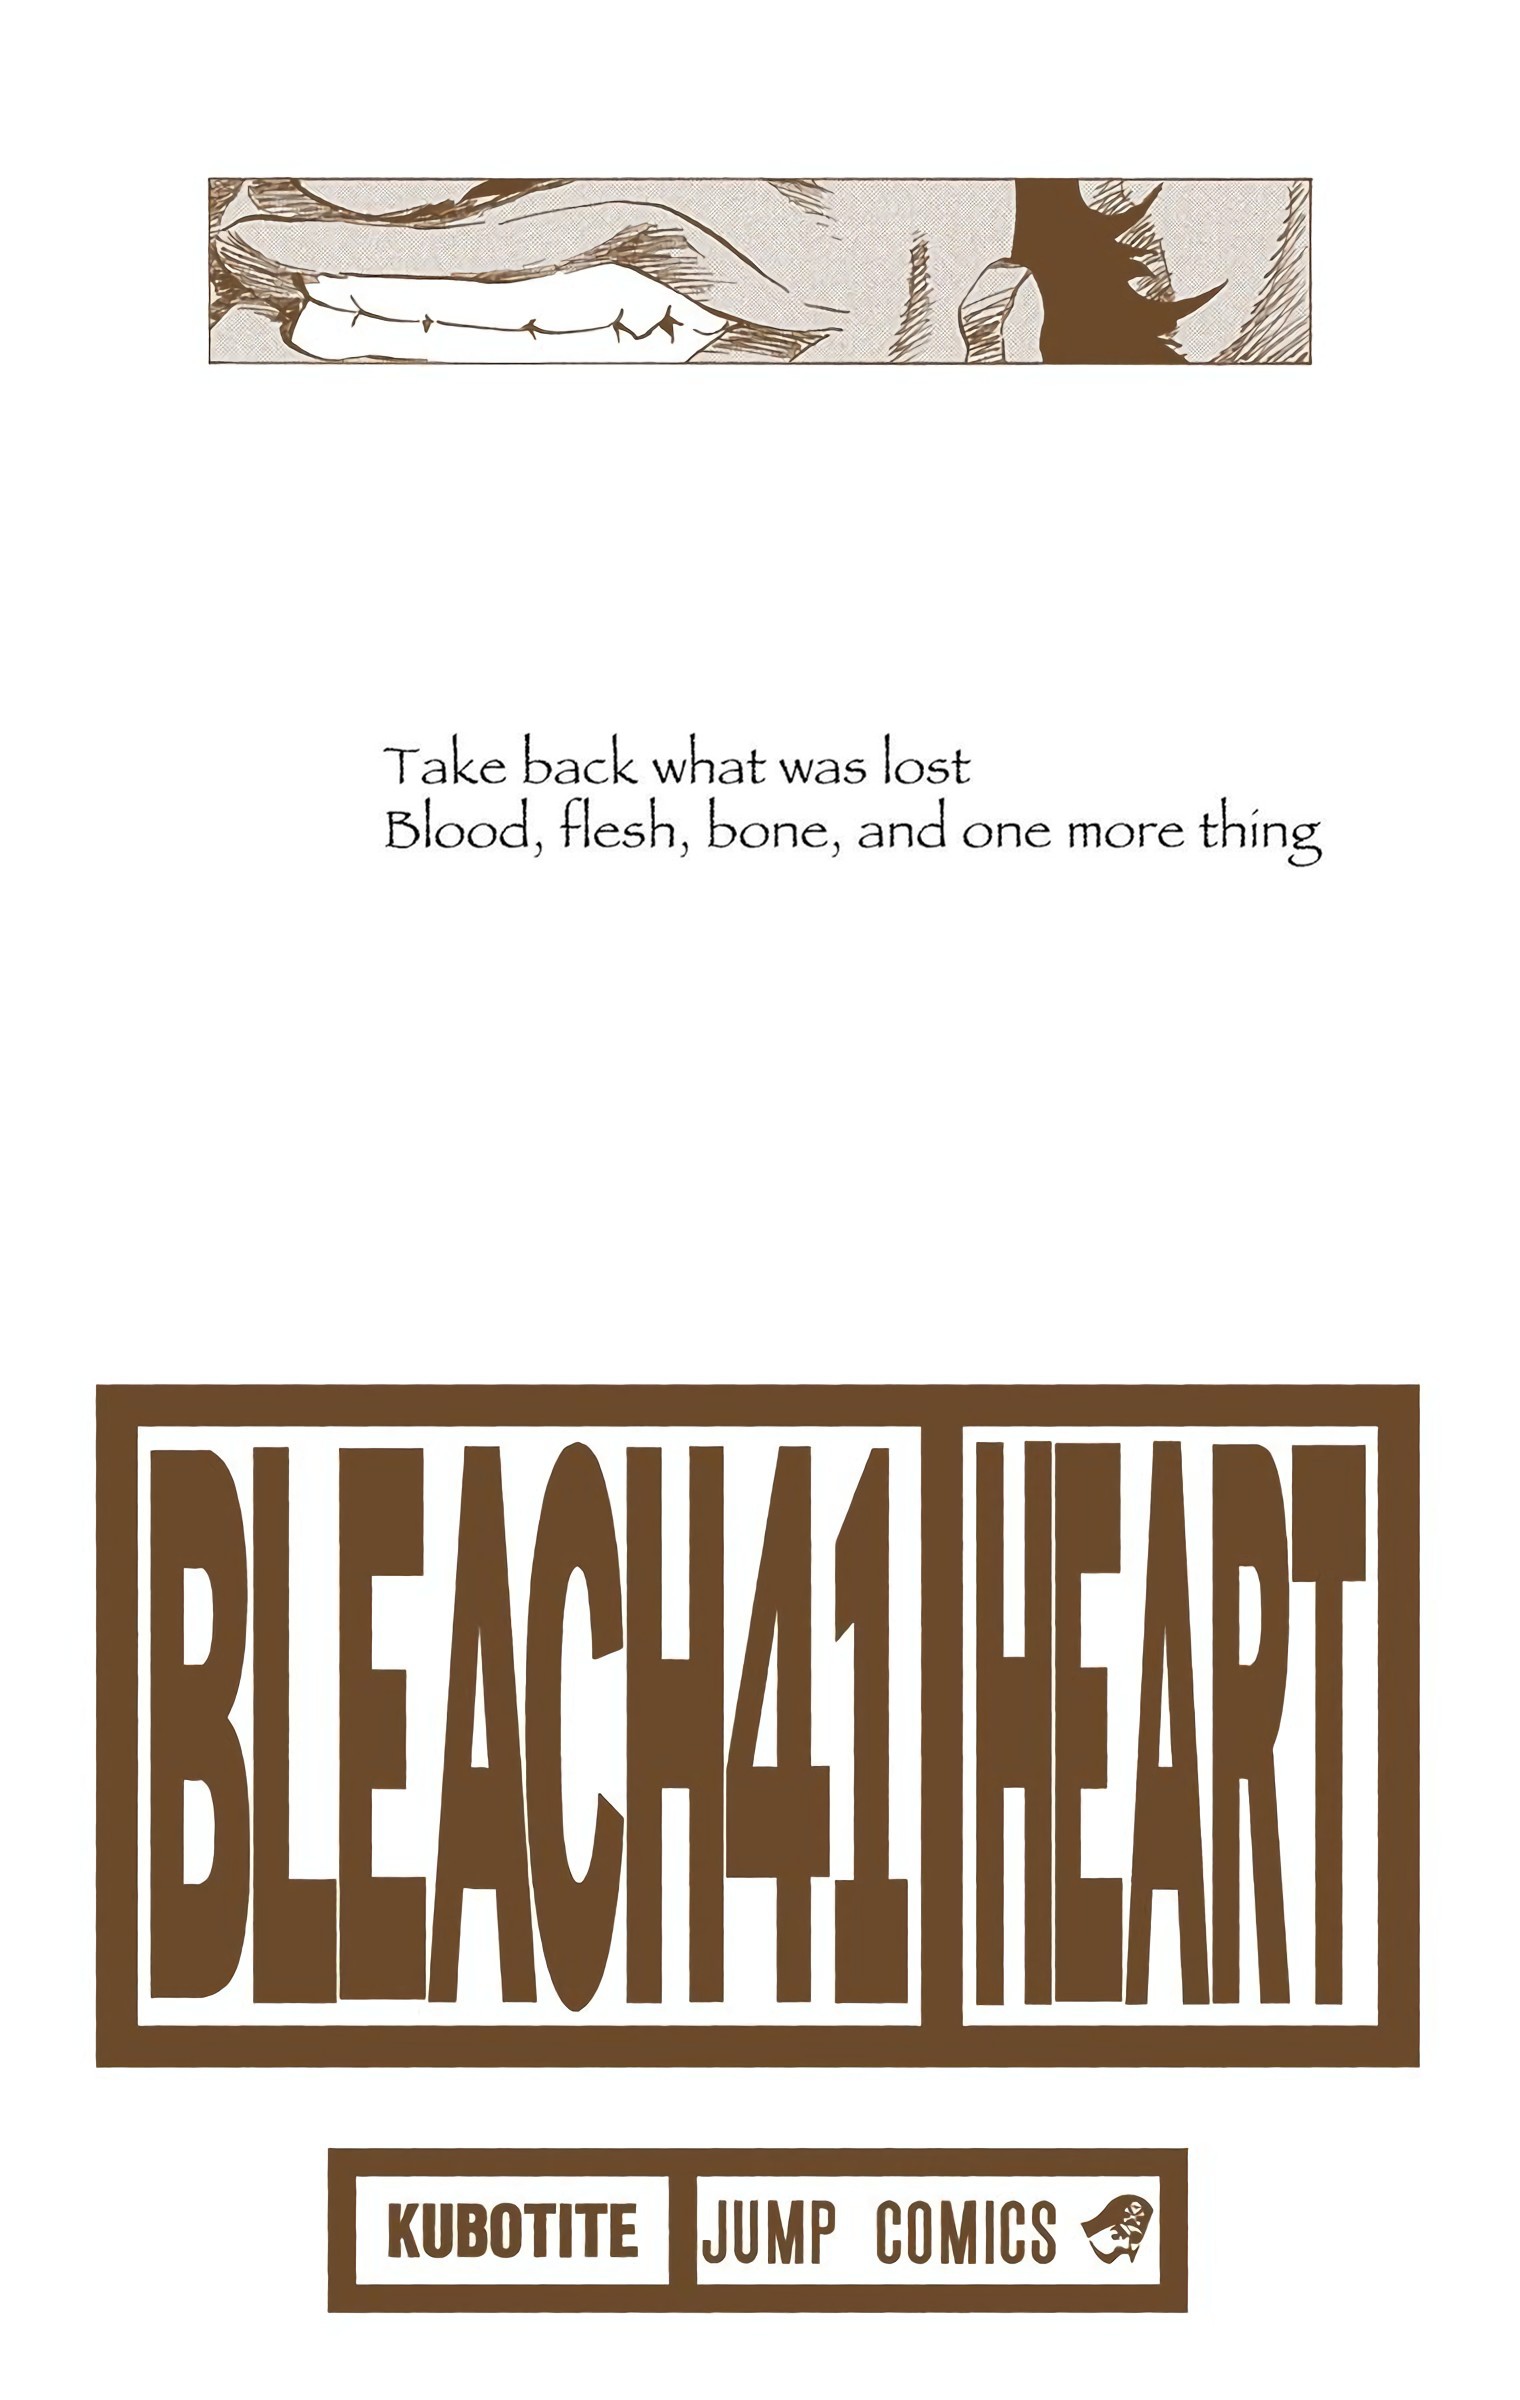 Take back what was lost
Blood, flesh, bone, and one more thing
BLEACH41 HEART
KUBOTITE JUMP COMICS